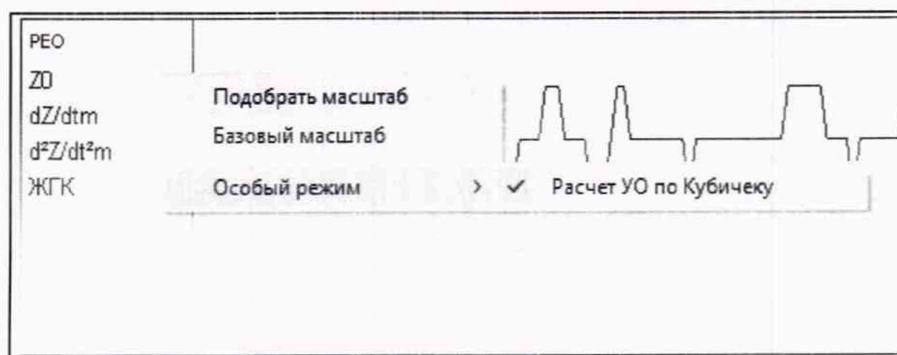 РЕО
Z0
dZ/dtm
d²Z/dt²m
ЖГК
Подобрать масштаб
Базовый масштаб
Особый режим > ✓ Расчет УО по Кубичеку